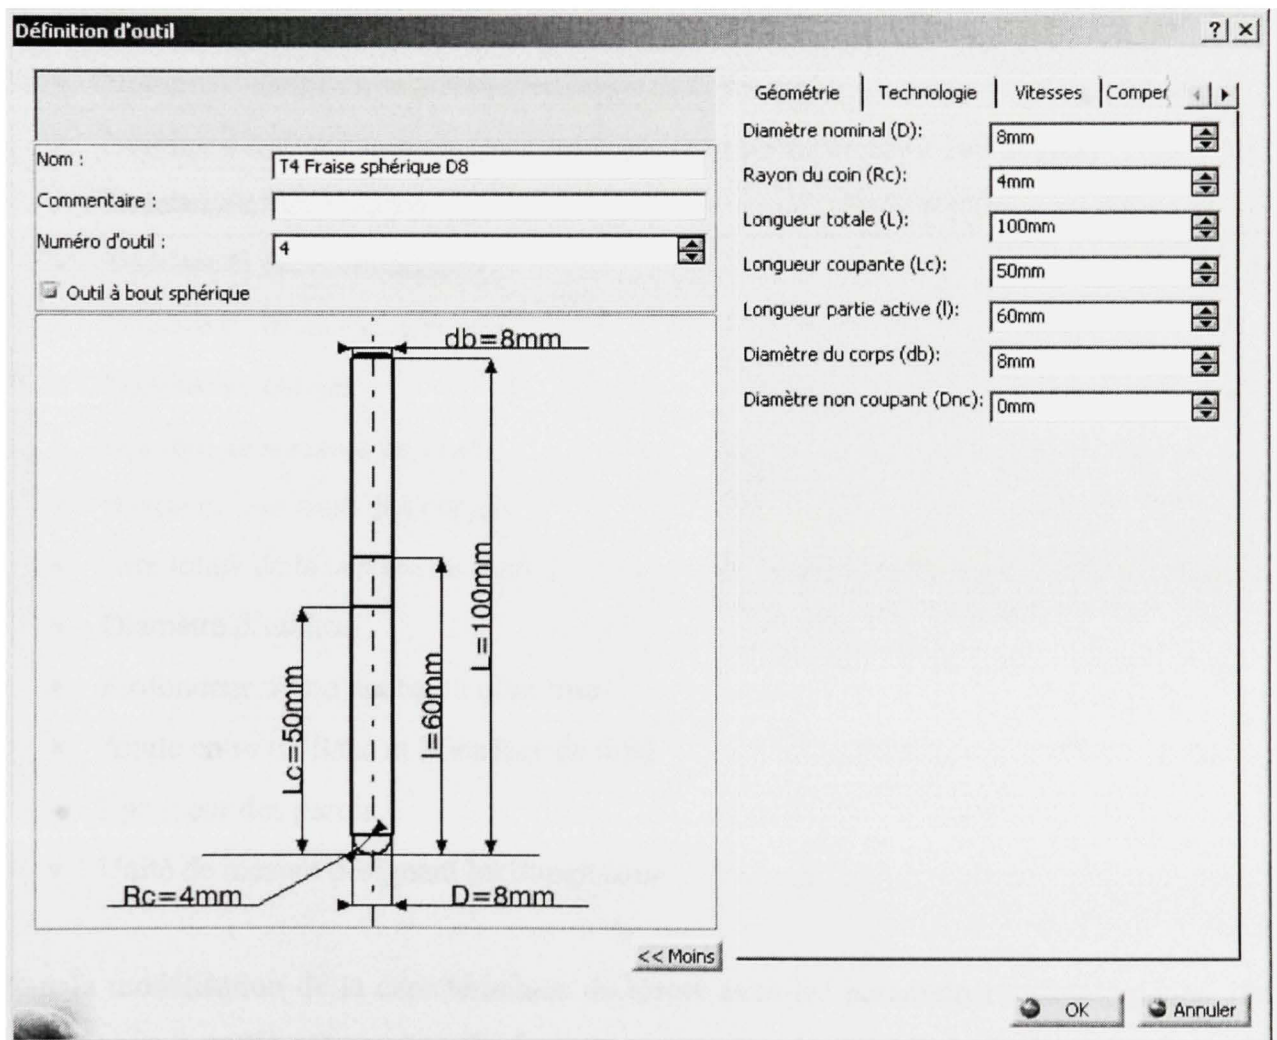 Définition d'outil
? ×
Nom :
T4 Fraise sphérique D8
Commentaire :
Numéro d'outil :
4
Outil à bout sphérique
db=8mm
L=100mm
l=60mm
Lc=50mm
Rc=4mm
D=8mm
<< Moins
Géométrie
Technologie
Vitesses
Compe
Diamètre nominal (D):
8mm
Rayon du coin (Rc):
4mm
Longueur totale (L):
100mm
Longueur coupante (Lc):
50mm
Longueur partie active (l):
60mm
Diamètre du corps (db):
8mm
Diamètre non coupant (Dnc):
0mm
OK
Annuler